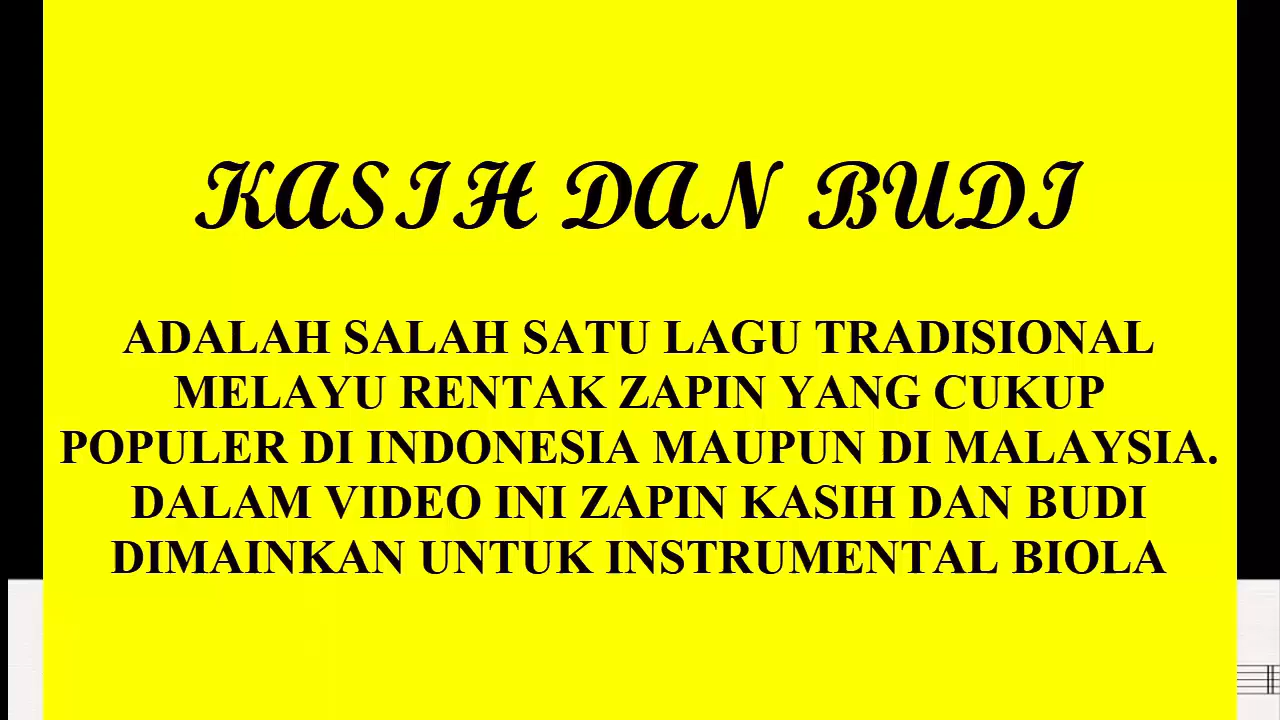 KASIH DAN BUDI
ADALAH SALAH SATU LAGU TRADISIONAL
MELAYU RENTAK ZAPIN YANG CUKUP
POPULER DI INDONESIA MAUPUN DI MALAYSIA.
DALAM VIDEO INI ZAPIN KASIH DAN BUDI
DIMAINKAN UNTUK INSTRUMENTAL BIOLA